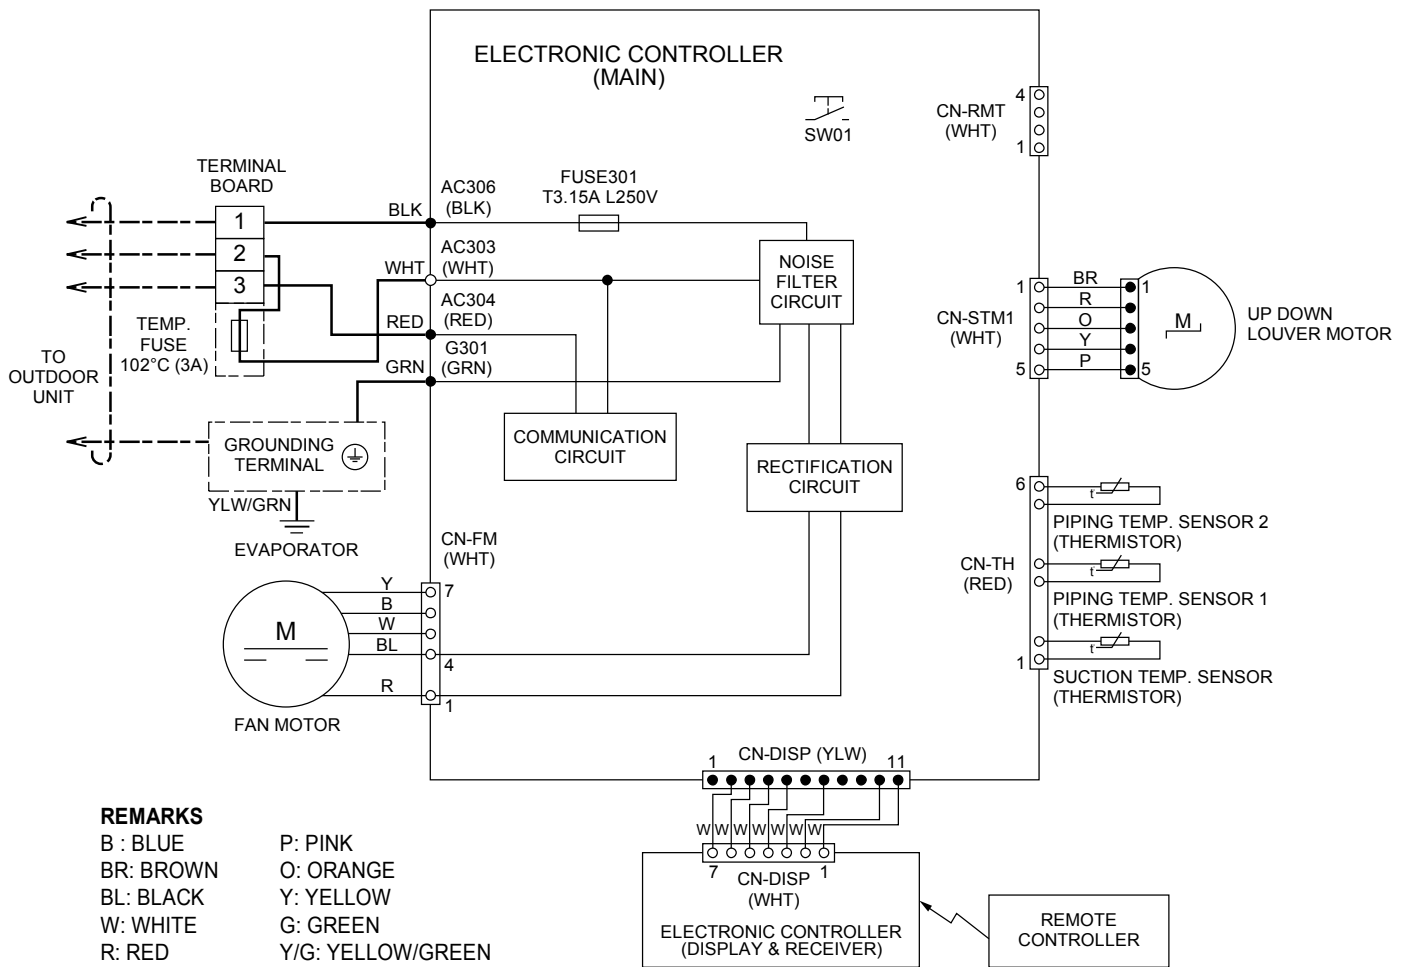 ELECTRONIC CONTROLLER
(MAIN)
SW01
CN-RMT
(WHT)
4
1
TERMINAL
BOARD
1
2
3
TEMP.
FUSE
102°C (3A)
TO
OUTDOOR
UNIT
BLK
AC306
(BLK)
FUSE301
T3.15A L250V
WHT
AC303
(WHT)
RED
AC304
(RED)
GRN
G301
(GRN)
NOISE
FILTER
CIRCUIT
COMMUNICATION
CIRCUIT
RECTIFICATION
CIRCUIT
GROUNDING
TERMINAL
YLW/GRN
EVAPORATOR
CN-STM1
(WHT)
1
5
BR
R
O
Y
P
1
5
M
UP DOWN
LOUVER MOTOR
CN-TH
(RED)
6
1
t
PIPING TEMP. SENSOR 2
(THERMISTOR)
t
PIPING TEMP. SENSOR 1
(THERMISTOR)
t
SUCTION TEMP. SENSOR
(THERMISTOR)
CN-FM
(WHT)
Y
B
W
BL
R
7
4
1
M
FAN MOTOR
CN-DISP (YLW)
1
11
W W W W W W W
7
1
CN-DISP
(WHT)
ELECTRONIC CONTROLLER
(DISPLAY & RECEIVER)
REMOTE
CONTROLLER
REMARKS
B : BLUE
BR: BROWN
BL: BLACK
W: WHITE
R: RED
P: PINK
O: ORANGE
Y: YELLOW
G: GREEN
Y/G: YELLOW/GREEN